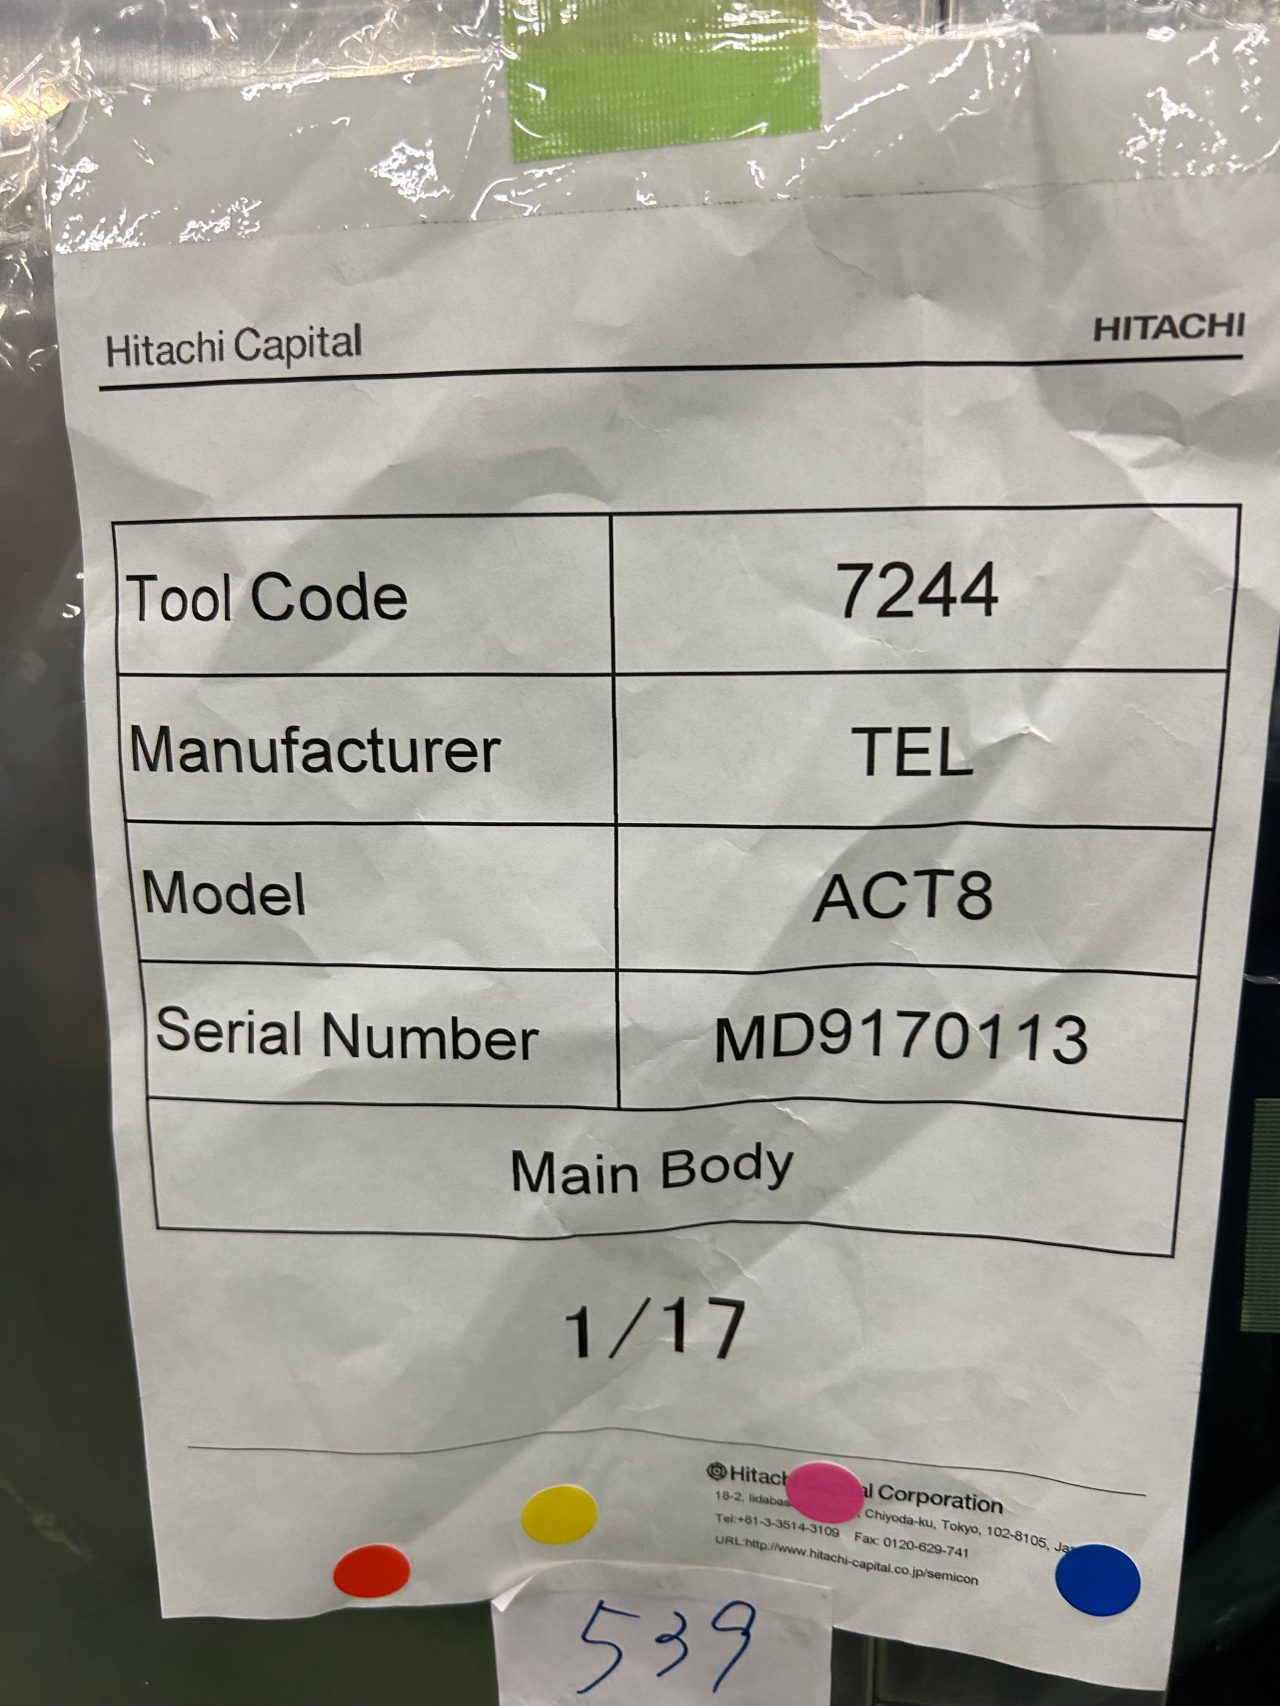 Hitachi Capital
HITACHI
Tool Code 7244
Manufacturer TEL
Model ACT8
Serial Number MD9170113
Main Body
1/17
Hitachi Capital Corporation
18-2, Chiyoda-ku, Tokyo, 102-8105,
Tel:+81-3-3514-3109 Fax: 0120-629-741
URL:http://www.hitachi-capital.co.jp/semicon
539